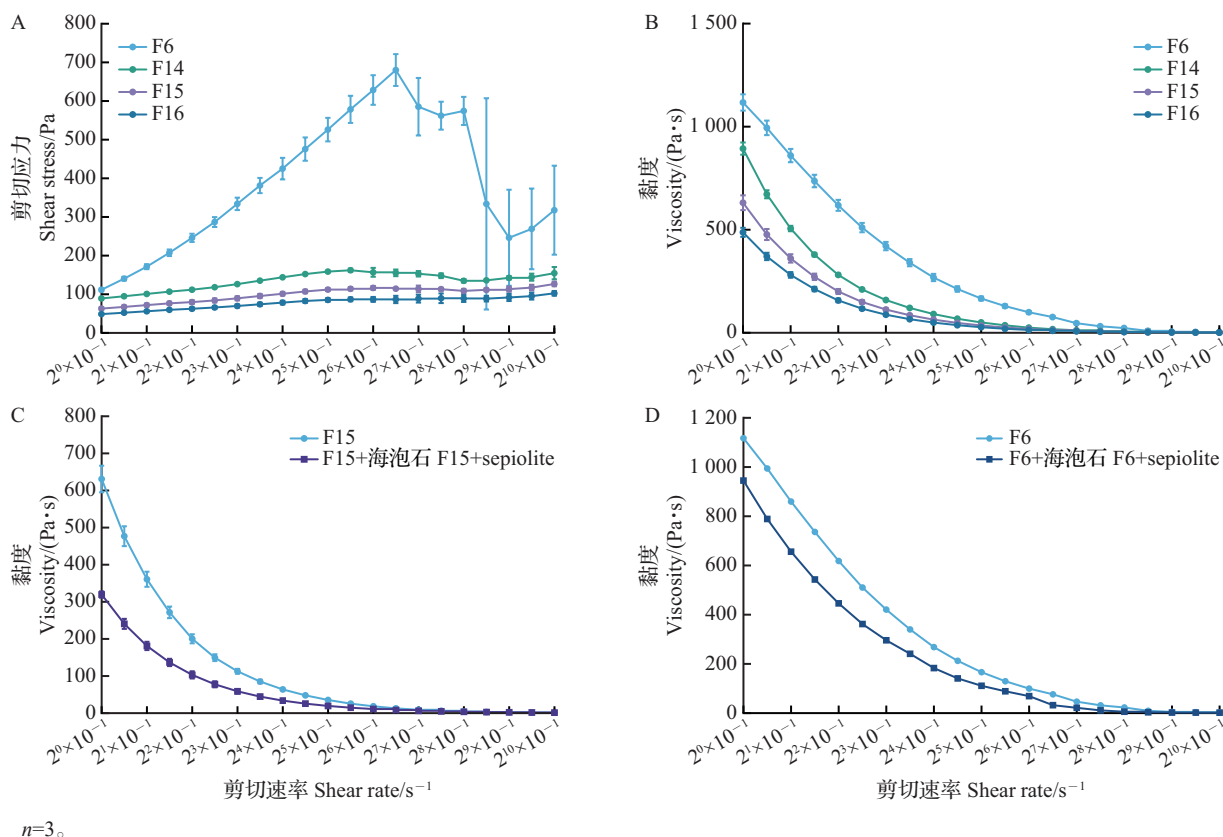 A
800
700
600
500
400
300
200
100
0
剪切应力
Shear stress/Pa
F6
F14
F15
F16
2⁰×10⁻¹
2¹×10⁻¹
2²×10⁻¹
2³×10⁻¹
2⁴×10⁻¹
2⁵×10⁻¹
2⁶×10⁻¹
2⁷×10⁻¹
2⁸×10⁻¹
2⁹×10⁻¹
2¹⁰×10⁻¹
B
1 500
1 000
500
0
黏度
Viscosity/(Pa·s)
F6
F14
F15
F16
2⁰×10⁻¹
2¹×10⁻¹
2²×10⁻¹
2³×10⁻¹
2⁴×10⁻¹
2⁵×10⁻¹
2⁶×10⁻¹
2⁷×10⁻¹
2⁸×10⁻¹
2⁹×10⁻¹
2¹⁰×10⁻¹
C
800
700
600
500
400
300
200
100
0
黏度
Viscosity/(Pa·s)
F15
F15+海泡石 F15+sepiolite
2⁰×10⁻¹
2¹×10⁻¹
2²×10⁻¹
2³×10⁻¹
2⁴×10⁻¹
2⁵×10⁻¹
2⁶×10⁻¹
2⁷×10⁻¹
2⁸×10⁻¹
2⁹×10⁻¹
2¹⁰×10⁻¹
剪切速率 Shear rate/s⁻¹
D
1 200
1 000
800
600
400
200
0
黏度
Viscosity/(Pa·s)
F6
F6+海泡石 F6+sepiolite
2⁰×10⁻¹
2¹×10⁻¹
2²×10⁻¹
2³×10⁻¹
2⁴×10⁻¹
2⁵×10⁻¹
2⁶×10⁻¹
2⁷×10⁻¹
2⁸×10⁻¹
2⁹×10⁻¹
2¹⁰×10⁻¹
剪切速率 Shear rate/s⁻¹
n=3。